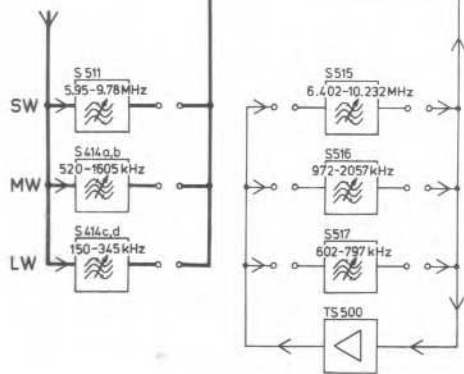 S511
5.95-9.78MHz
SW
S414a,b
520-1605kHz
MW
S414c,d
150-345kHz
LW
S515
6.402-10.232MHz
S516
972-2057kHz
S517
602-797kHz
TS500